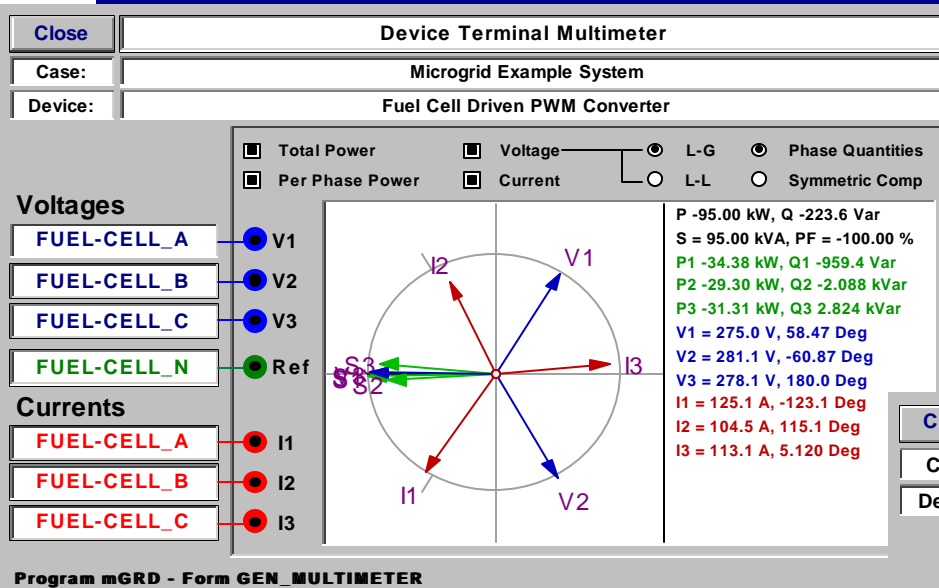 Close
Device Terminal Multimeter
Case:
Microgrid Example System
Device:
Fuel Cell Driven PWM Converter
Total Power
Voltage
L-G
Phase Quantities
Per Phase Power
Current
L-L
Symmetric Comp
Voltages
FUEL-CELL_A
V1
FUEL-CELL_B
V2
FUEL-CELL_C
V3
FUEL-CELL_N
Ref
Currents
FUEL-CELL_A
I1
FUEL-CELL_B
I2
FUEL-CELL_C
I3
I2
V1
S3
I3
S2
I1
V2
P -95.00 kW, Q -223.6 Var
S = 95.00 kVA, PF = -100.00 %
P1 -34.38 kW, Q1 -959.4 Var
P2 -29.30 kW, Q2 -2.088 kVar
P3 -31.31 kW, Q3 2.824 kVar
V1 = 275.0 V, 58.47 Deg
V2 = 281.1 V, -60.87 Deg
V3 = 278.1 V, 180.0 Deg
I1 = 125.1 A, -123.1 Deg
I2 = 104.5 A, 115.1 Deg
I3 = 113.1 A, 5.120 Deg
C
C
De
Program mGRD - Form GEN_MULTIMETER